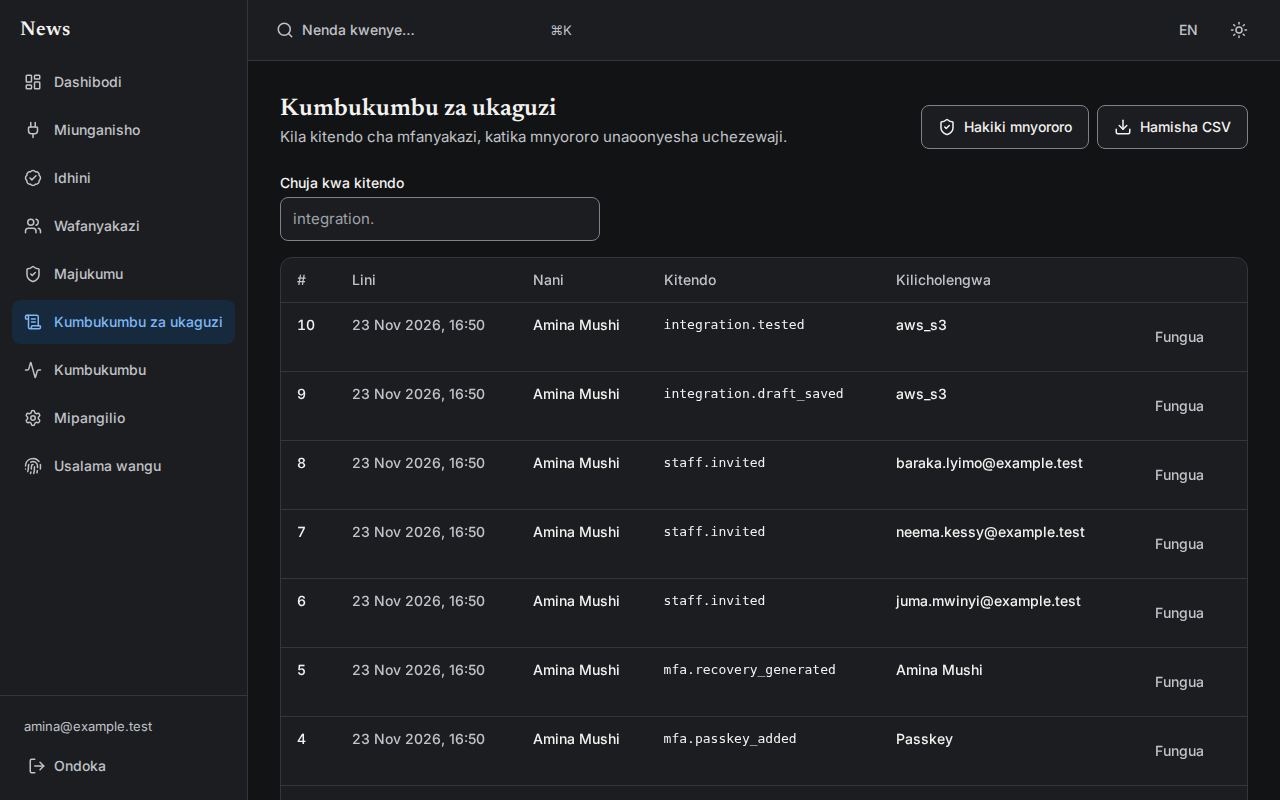 News
Nenda kwenye...
⌘K
EN
Dashibodi
Miunganisho
Idhini
Wafanyakazi
Majukumu
Kumbukumbu za ukaguzi
Kumbukumbu
Mipangilio
Usalama wangu
amina@example.test
Ondoka
Kumbukumbu za ukaguzi
Kila kitendo cha mfanyakazi, katika mnyororo unaoonyesha uchezewaji.
Hakiki mnyororo
Hamisha CSV
Chuja kwa kitendo
integration.
# Lini Nani Kitendo Kilicholengwa
10 23 Nov 2026, 16:50 Amina Mushi integration.tested aws_s3 Fungua
9 23 Nov 2026, 16:50 Amina Mushi integration.draft_saved aws_s3 Fungua
8 23 Nov 2026, 16:50 Amina Mushi staff.invited baraka.lyimo@example.test Fungua
7 23 Nov 2026, 16:50 Amina Mushi staff.invited neema.kessy@example.test Fungua
6 23 Nov 2026, 16:50 Amina Mushi staff.invited juma.mwinyi@example.test Fungua
5 23 Nov 2026, 16:50 Amina Mushi mfa.recovery_generated Amina Mushi Fungua
4 23 Nov 2026, 16:50 Amina Mushi mfa.passkey_added Passkey Fungua